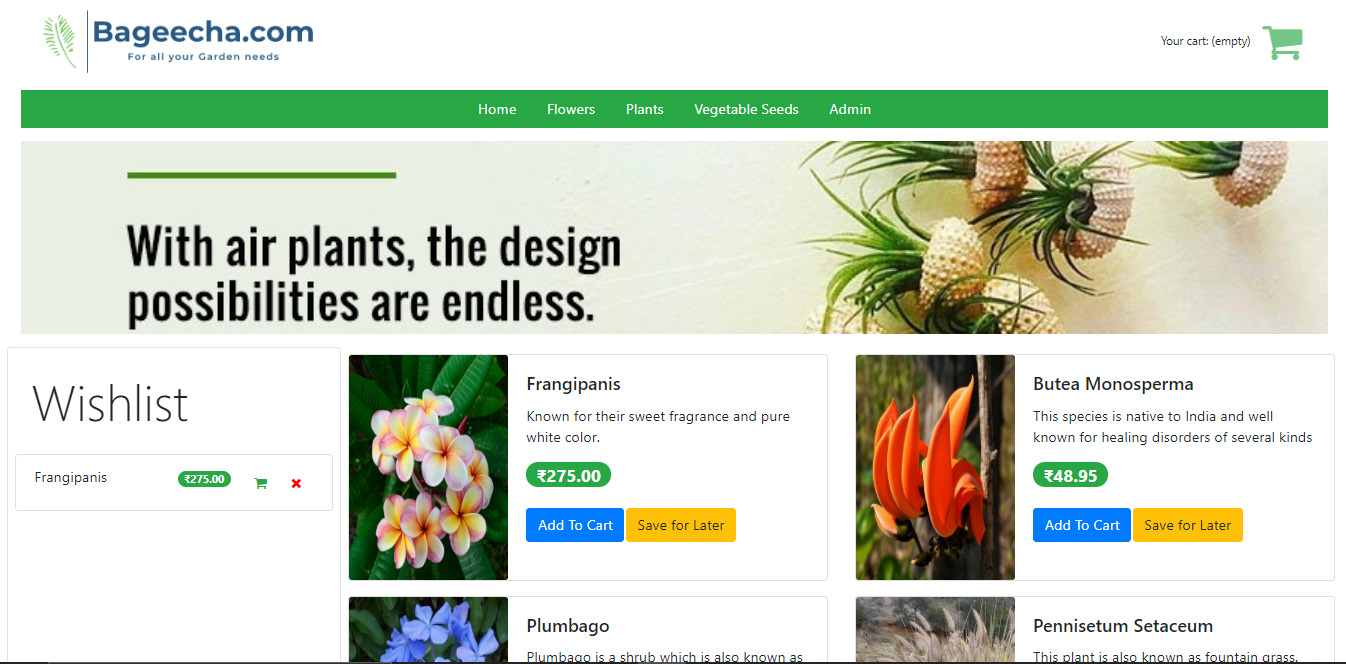 Bageecha.com
For all your Garden needs
Your cart: (empty)
Home Flowers Plants Vegetable Seeds Admin
With air plants, the design
possibilities are endless.
Wishlist
Frangipanis ₹275.00
Frangipanis
Known for their sweet fragrance and pure
white color.
₹275.00
Add To Cart Save for Later
Butea Monosperma
This species is native to India and well
known for healing disorders of several kinds
₹48.95
Add To Cart Save for Later
Plumbago
Plumbago is a shrub which is also known as
Pennisetum Setaceum
This plant is also known as fountain grass.